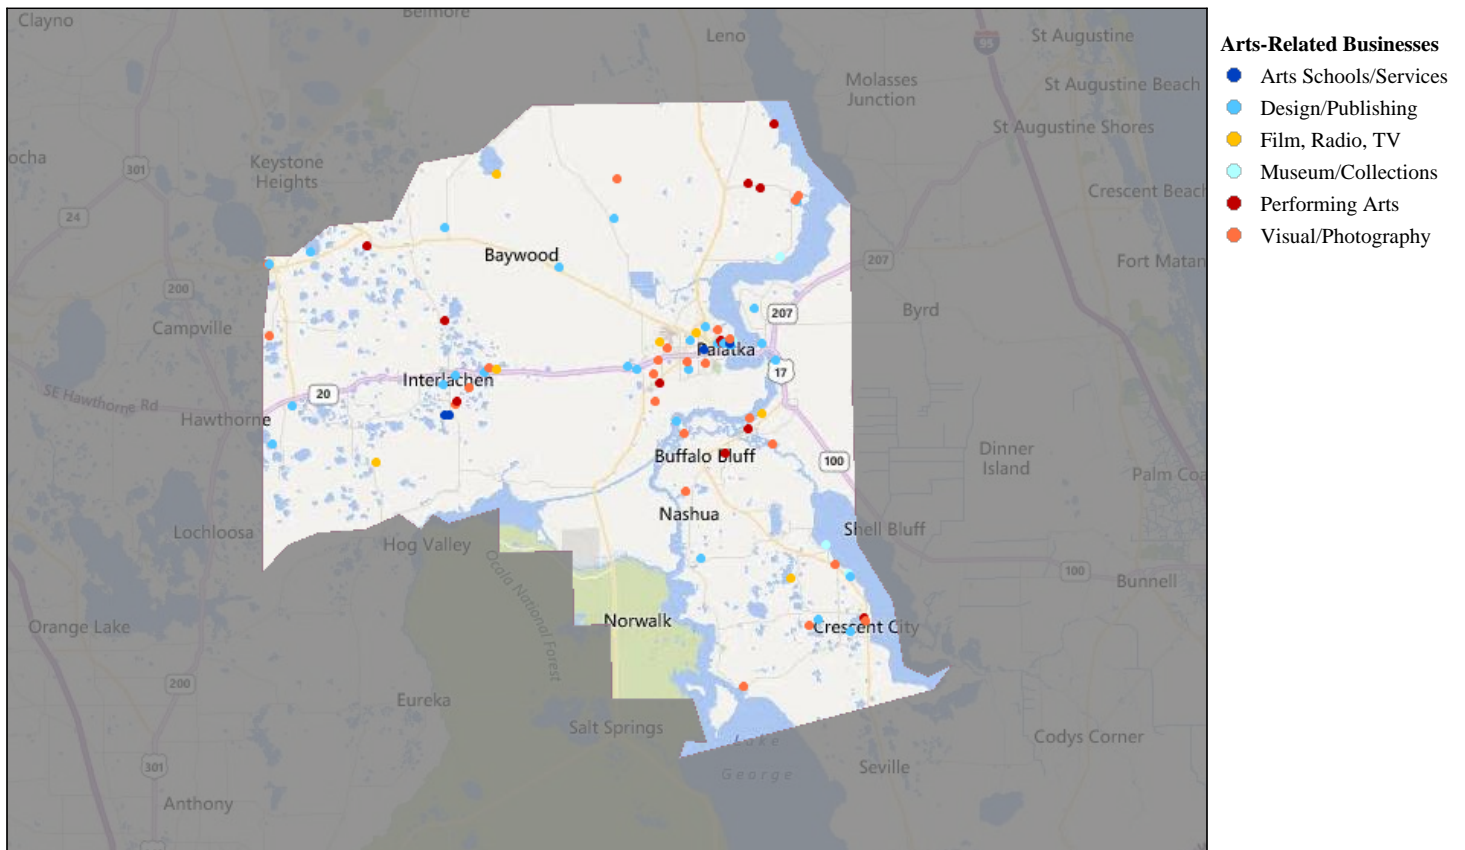 Clayno
Belmore
Leno
95
St Augustine
Molasses
Junction
St Augustine Beach
St Augustine Shores
ocha
301
Keystone
Heights
Crescent Beach
24
Baywood
207
Fort Matan
200
Campville
207
Byrd
Palatka
17
Interlachen
20
SE Hawthorne Rd
Hawthorne
Buffalo Bluff
100
Dinner
Island
Palm Coa
Nashua
Lochloosa
Hog Valley
Shell Bluff
Ocala National Forest
100
Bunnell
Orange Lake
Norwalk
Crescent City
200
Eureka
Salt Springs
Lake
George
Codys Corner
Seville
301
Anthony
Arts-Related Businesses
Arts Schools/Services
Design/Publishing
Film, Radio, TV
Museum/Collections
Performing Arts
Visual/Photography